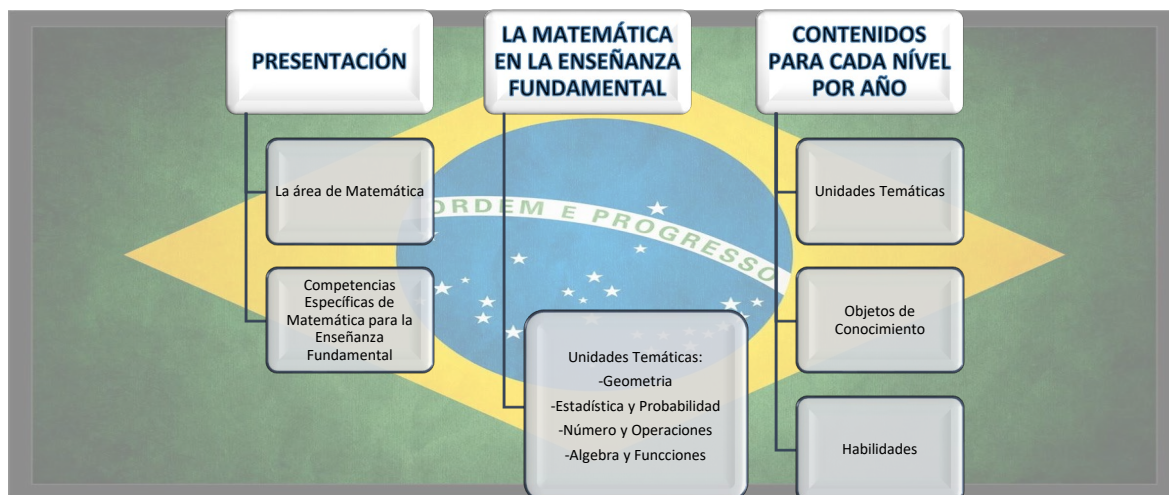 PRESENTACIÓN
La área de Matemática
Competencias
Específicas de
Matemática para la
Enseñanza
Fundamental
LA MATEMÁTICA
EN LA ENSEÑANZA
FUNDAMENTAL
Unidades Temáticas:
-Geometria
-Estadística y Probabilidad
-Número y Operaciones
-Algebra y Funcciones
CONTENIDOS
PARA CADA NÍVEL
POR AÑO
Unidades Temáticas
Objetos de
Conocimiento
Habilidades
ORDEM E PROGRESSO